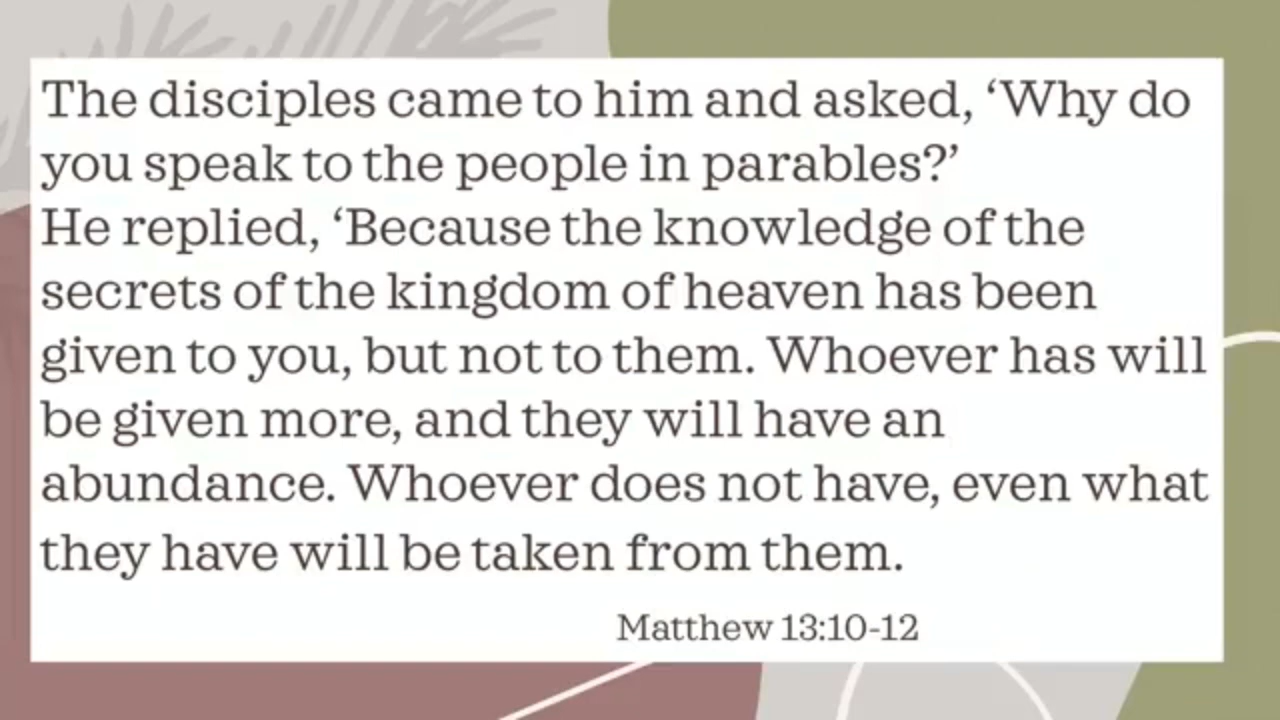 The disciples came to him and asked, ‘Why do
you speak to the people in parables?’
He replied, ‘Because the knowledge of the
secrets of the kingdom of heaven has been
given to you, but not to them. Whoever has will
be given more, and they will have an
abundance. Whoever does not have, even what
they have will be taken from them.
Matthew 13:10-12